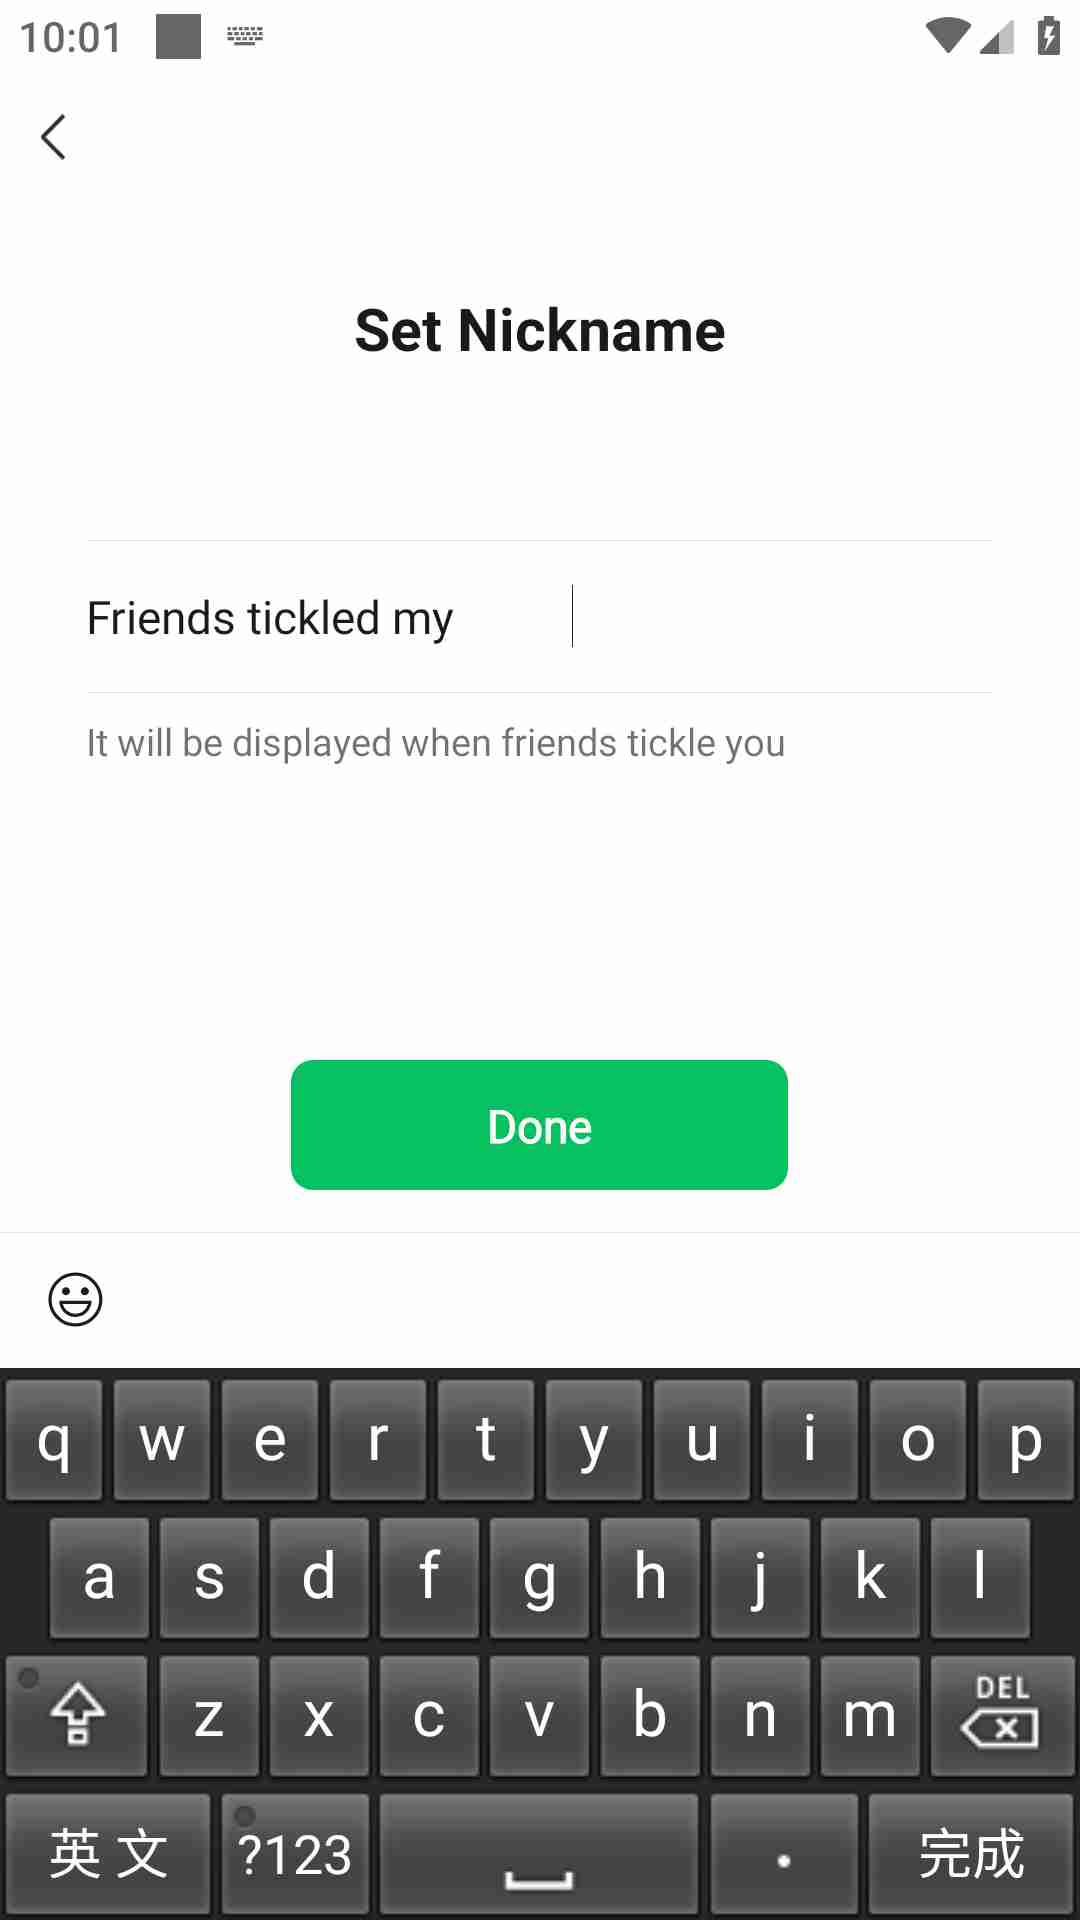 10:01
Set Nickname
Friends tickled my
It will be displayed when friends tickle you
Done
q w e r t y u i o p
a s d f g h j k l
z x c v b n m DEL
英文 ?123 . 完成